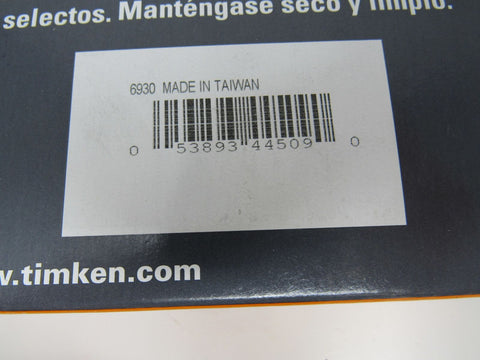 selectos. Manténgase seco y limpio.
6930 MADE IN TAIWAN
0 53893 44509 0
w.timken.com